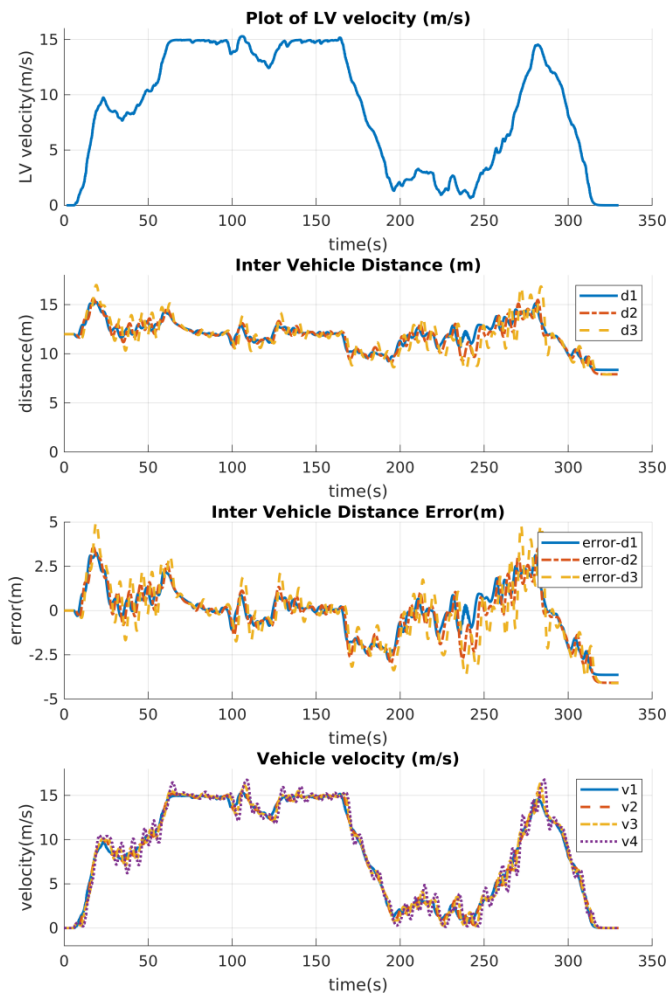 Plot of LV velocity (m/s)
LV velocity(m/s)
15
10
5
0
0 50 100 150 200 250 300 350
time(s)
Inter Vehicle Distance (m)
distance(m)
15
10
5
0
d1
d2
d3
0 50 100 150 200 250 300 350
time(s)
Inter Vehicle Distance Error(m)
error(m)
5
2.5
0
-2.5
-5
error-d1
error-d2
error-d3
0 50 100 150 200 250 300 350
time(s)
Vehicle velocity (m/s)
velocity(m/s)
15
10
5
0
v1
v2
v3
v4
0 50 100 150 200 250 300 350
time(s)